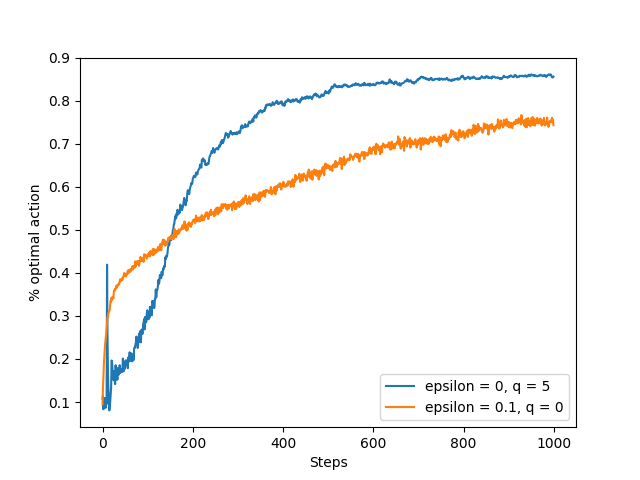 0.9
0.8
0.7
0.6
0.5
0.4
0.3
0.2
0.1
% optimal action
0 200 400 600 800 1000
Steps
epsilon = 0, q = 5
epsilon = 0.1, q = 0